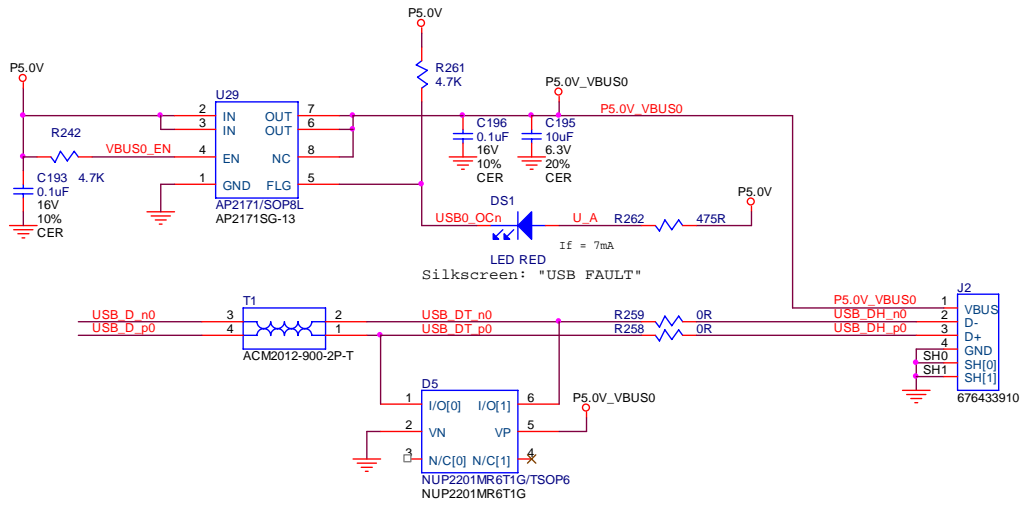 P5.0V
P5.0V
R261
4.7K
P5.0V_VBUS0
U29
2 IN OUT 7
3 IN OUT 6
4 EN NC 8
1 GND FLG 5
AP2171/SOP8L
AP2171SG-13
R242
4.7K
VBUS0_EN
C193
0.1uF
16V
10%
CER
P5.0V_VBUS0
C196
0.1uF
16V
10%
CER
C195
10uF
6.3V
20%
CER
DS1
USB0_OCn
U_A
R262 475R
P5.0V
If = 7mA
LED RED
Silkscreen: "USB FAULT"
T1
USB_D_n0 3 2 USB_DT_n0 R259 0R USB_DH_n0
USB_D_p0 4 1 USB_DT_p0 R258 0R USB_DH_p0
ACM2012-900-2P-T
J2
P5.0V_VBUS0 1 VBUS
2 D-
3 D+
4 GND
SH0 SH[0]
SH1 SH[1]
676433910
D5
1 I/O[0] I/O[1] 6
2 VN VP 5
3 N/C[0] N/C[1] 4
P5.0V_VBUS0
NUP2201MR6T1G/TSOP6
NUP2201MR6T1G